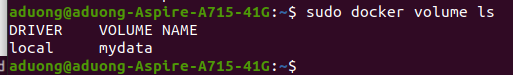 aduong@aduong-Aspire-A715-41G:~$ sudo docker volume ls
DRIVER    VOLUME NAME
local     mydata
aduong@aduong-Aspire-A715-41G:~$